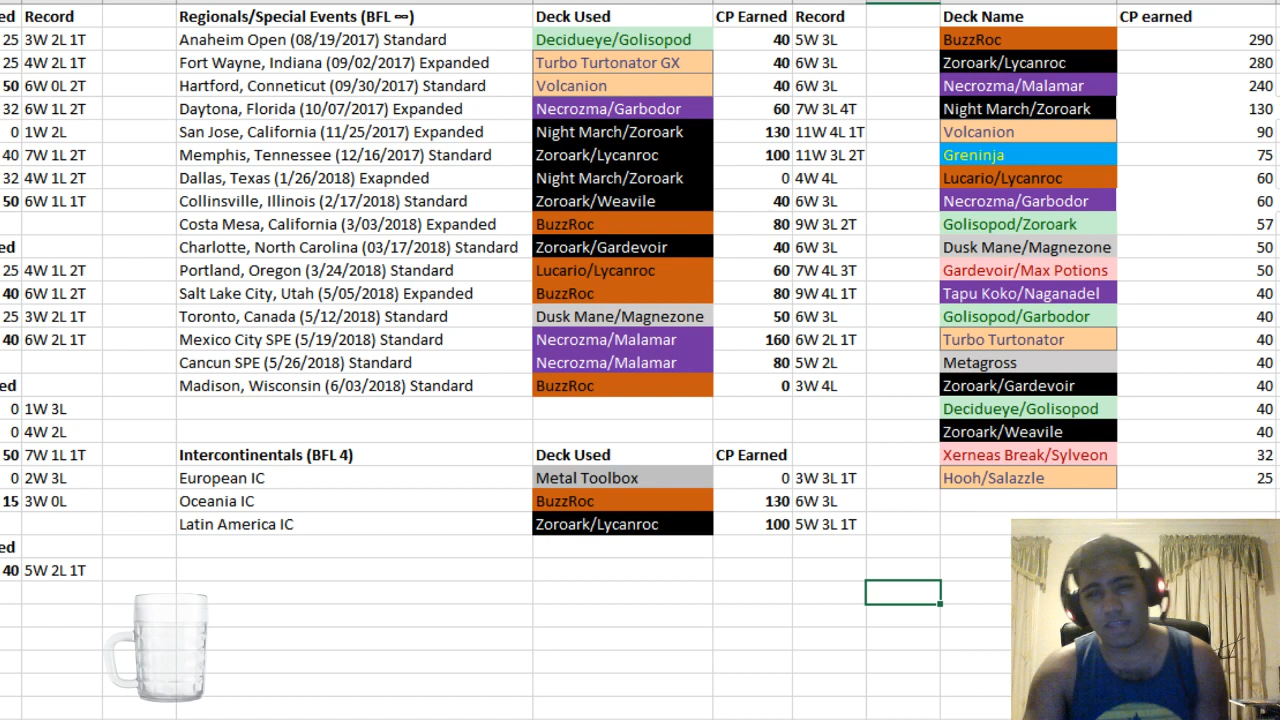 ed Record Regionals/Special Events (BFL ∞) Deck Used CP Earned Record Deck Name CP earned
25 3W 2L 1T Anaheim Open (08/19/2017) Standard Decidueye/Golisopod 40 5W 3L BuzzRoc 290
25 4W 2L 1T Fort Wayne, Indiana (09/02/2017) Expanded Turbo Turtonator GX 40 6W 3L Zoroark/Lycanroc 280
50 6W 0L 2T Hartford, Conneticut (09/30/2017) Standard Volcanion 40 6W 3L Necrozma/Malamar 240
32 6W 1L 2T Daytona, Florida (10/07/2017) Expanded Necrozma/Garbodor 60 7W 3L 4T Night March/Zoroark 130
0 1W 2L San Jose, California (11/25/2017) Expanded Night March/Zoroark 130 11W 4L 1T Volcanion 90
40 7W 1L 2T Memphis, Tennessee (12/16/2017) Standard Zoroark/Lycanroc 100 11W 3L 2T Greninja 75
32 4W 1L 2T Dallas, Texas (1/26/2018) Exapnded Night March/Zoroark 0 4W 4L Lucario/Lycanroc 60
50 6W 1L 1T Collinsville, Illinois (2/17/2018) Standard Zoroark/Weavile 40 6W 3L Necrozma/Garbodor 60
Costa Mesa, California (3/03/2018) Expanded BuzzRoc 80 9W 3L 2T Golisopod/Zoroark 57
ed Charlotte, North Carolina (03/17/2018) Standard Zoroark/Gardevoir 40 6W 3L Dusk Mane/Magnezone 50
25 4W 1L 2T Portland, Oregon (3/24/2018) Standard Lucario/Lycanroc 60 7W 4L 3T Gardevoir/Max Potions 50
40 6W 1L 2T Salt Lake City, Utah (5/05/2018) Expanded BuzzRoc 80 9W 4L 1T Tapu Koko/Naganadel 40
25 3W 2L 1T Toronto, Canada (5/12/2018) Standard Dusk Mane/Magnezone 50 6W 3L Golisopod/Garbodor 40
40 6W 2L 1T Mexico City SPE (5/19/2018) Standard Necrozma/Malamar 160 6W 2L 1T Turbo Turtonator 40
Cancun SPE (5/26/2018) Standard Necrozma/Malamar 80 5W 2L Metagross 40
ed Madison, Wisconsin (6/03/2018) Standard BuzzRoc 0 3W 4L Zoroark/Gardevoir 40
0 1W 3L Decidueye/Golisopod 40
0 4W 2L Zoroark/Weavile 40
50 7W 1L 1T Intercontinentals (BFL 4) Deck Used CP Earned Xerneas Break/Sylveon 32
0 2W 3L European IC Metal Toolbox 0 3W 3L 1T Hooh/Salazzle 25
15 3W 0L Oceania IC BuzzRoc 130 6W 3L
Latin America IC Zoroark/Lycanroc 100 5W 3L 1T
ed
40 5W 2L 1T